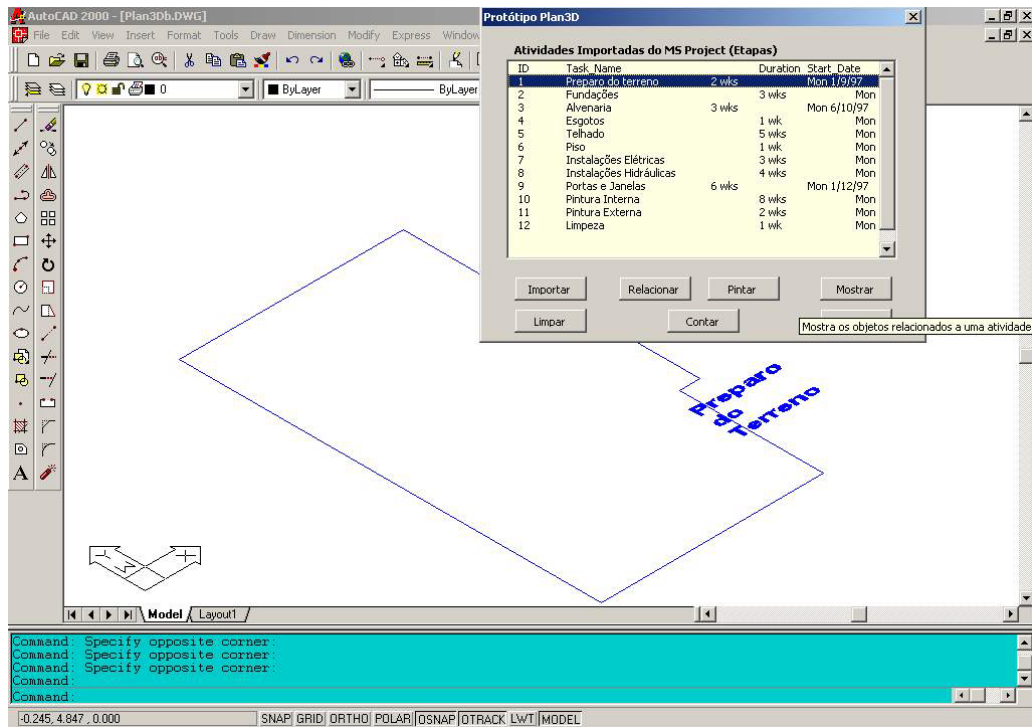 AutoCAD 2000 - [Plan3Db.DWG]
File Edit View Insert Format Tools Draw Dimension Modify Express Window
0
ByLayer
ByLayer
Protótipo Plan3D
Atividades Importadas do MS Project (Etapas)
ID Task_Name Duration Start_Date
1 Preparo do terreno 2 wks Mon 1/9/97
2 Fundações 3 wks Mon
3 Alvenaria 3 wks Mon 6/10/97
4 Esgotos 1 wk Mon
5 Telhado 5 wks Mon
6 Piso 1 wk Mon
7 Instalações Elétricas 3 wks Mon
8 Instalações Hidráulicas 4 wks Mon
9 Portas e Janelas 6 wks Mon 1/12/97
10 Pintura Interna 8 wks Mon
11 Pintura Externa 2 wks Mon
12 Limpeza 1 wk Mon
Importar Relacionar Pintar Mostrar
Limpar Contar
Mostra os objetos relacionados a uma atividade
Preparo
do
Terreno
A
Model Layout1
Command: Specify opposite corner:
Command: Specify opposite corner:
Command: Specify opposite corner:
Command:
Command:
-0.245, 4.847 , 0.000 SNAP GRID ORTHO POLAR OSNAP OTRACK LWT MODEL